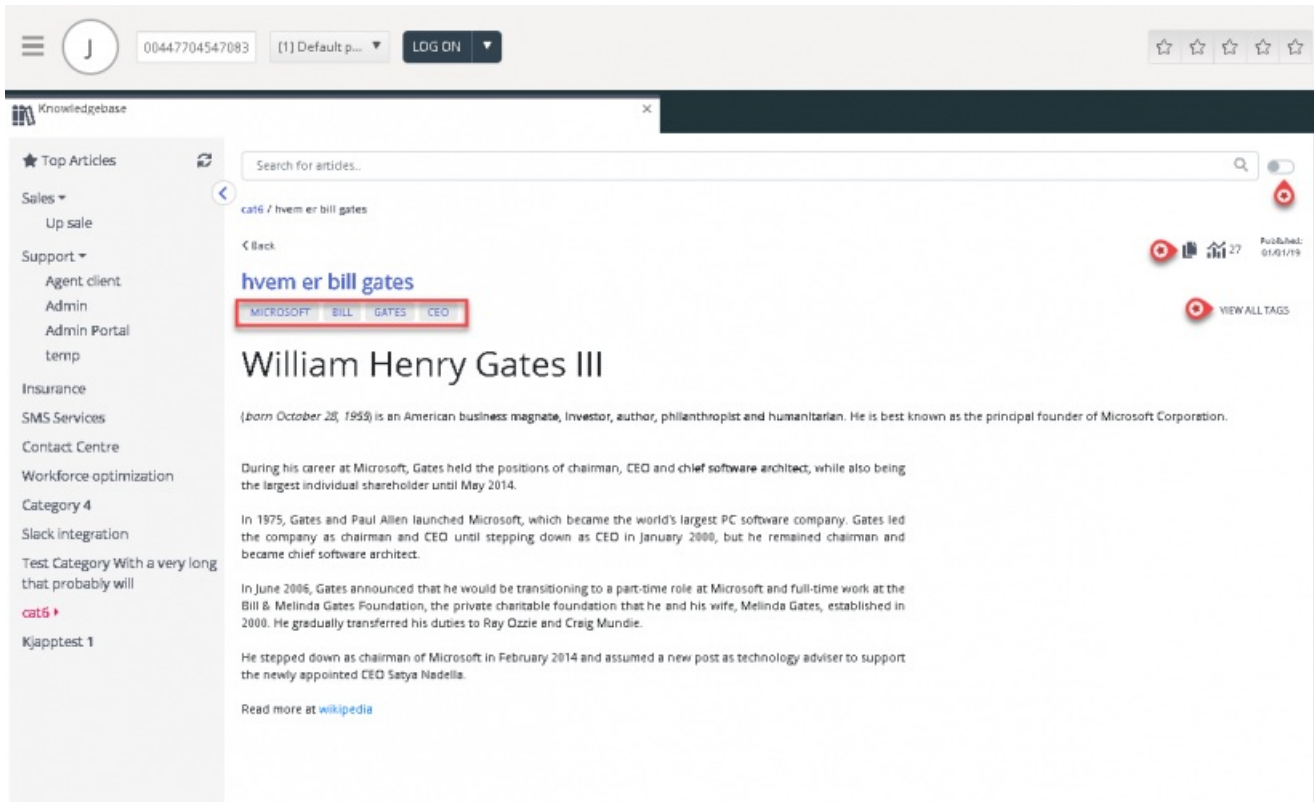 J
00447704547083
[1] Default p...
LOG ON
Knowledgebase
Top Articles
Sales
Up sale
Support
Agent client
Admin
Admin Portal
temp
Insurance
SMS Services
Contact Centre
Workforce optimization
Category 4
Slack integration
Test Category With a very long
that probably will
cat6
Kjapptest 1
Search for articles..
cat6 / hvem er bill gates
Back
27
Published:
01/01/19
hvem er bill gates
MICROSOFT BILL GATES CEO
VIEW ALL TAGS
William Henry Gates III
(born October 28, 1955) is an American business magnate, investor, author, philanthropist and humanitarian. He is best known as the principal founder of Microsoft Corporation.
During his career at Microsoft, Gates held the positions of chairman, CEO and chief software architect, while also being
the largest individual shareholder until May 2014.
In 1975, Gates and Paul Allen launched Microsoft, which became the world's largest PC software company. Gates led
the company as chairman and CEO until stepping down as CEO in January 2000, but he remained chairman and
became chief software architect.
In June 2006, Gates announced that he would be transitioning to a part-time role at Microsoft and full-time work at the
Bill & Melinda Gates Foundation, the private charitable foundation that he and his wife, Melinda Gates, established in
2000. He gradually transferred his duties to Ray Ozzie and Craig Mundie.
He stepped down as chairman of Microsoft in February 2014 and assumed a new post as technology adviser to support
the newly appointed CEO Satya Nadella.
Read more at wikipedia